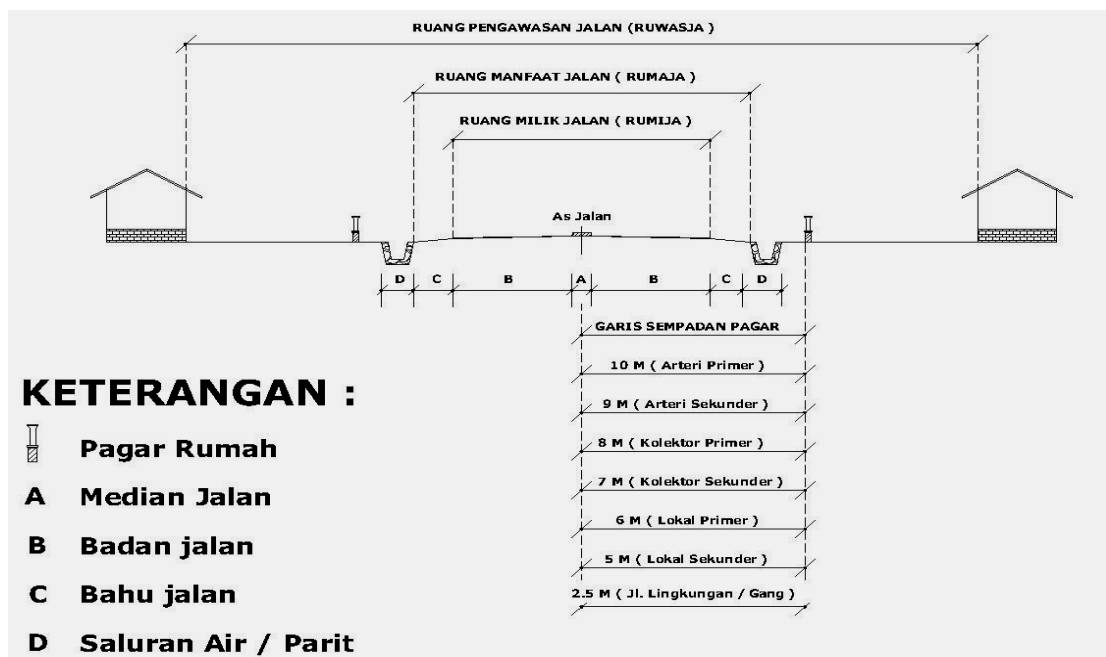 RUANG PENGAWASAN JALAN (RUWASJA )
RUANG MANFAAT JALAN ( RUMAJA )
RUANG MILIK JALAN ( RUMIJA )
As Jalan
D C B A B C D
GARIS SEMPADAN PAGAR
10 M ( Arteri Primer )
9 M ( Arteri Sekunder )
8 M ( Kolektor Primer )
7 M ( Kolektor Sekunder )
6 M ( Lokal Primer )
5 M ( Lokal Sekunder )
2.5 M ( Jl. Lingkungan / Gang )
KETERANGAN :
Pagar Rumah
A Median Jalan
B Badan jalan
C Bahu jalan
D Saluran Air / Parit